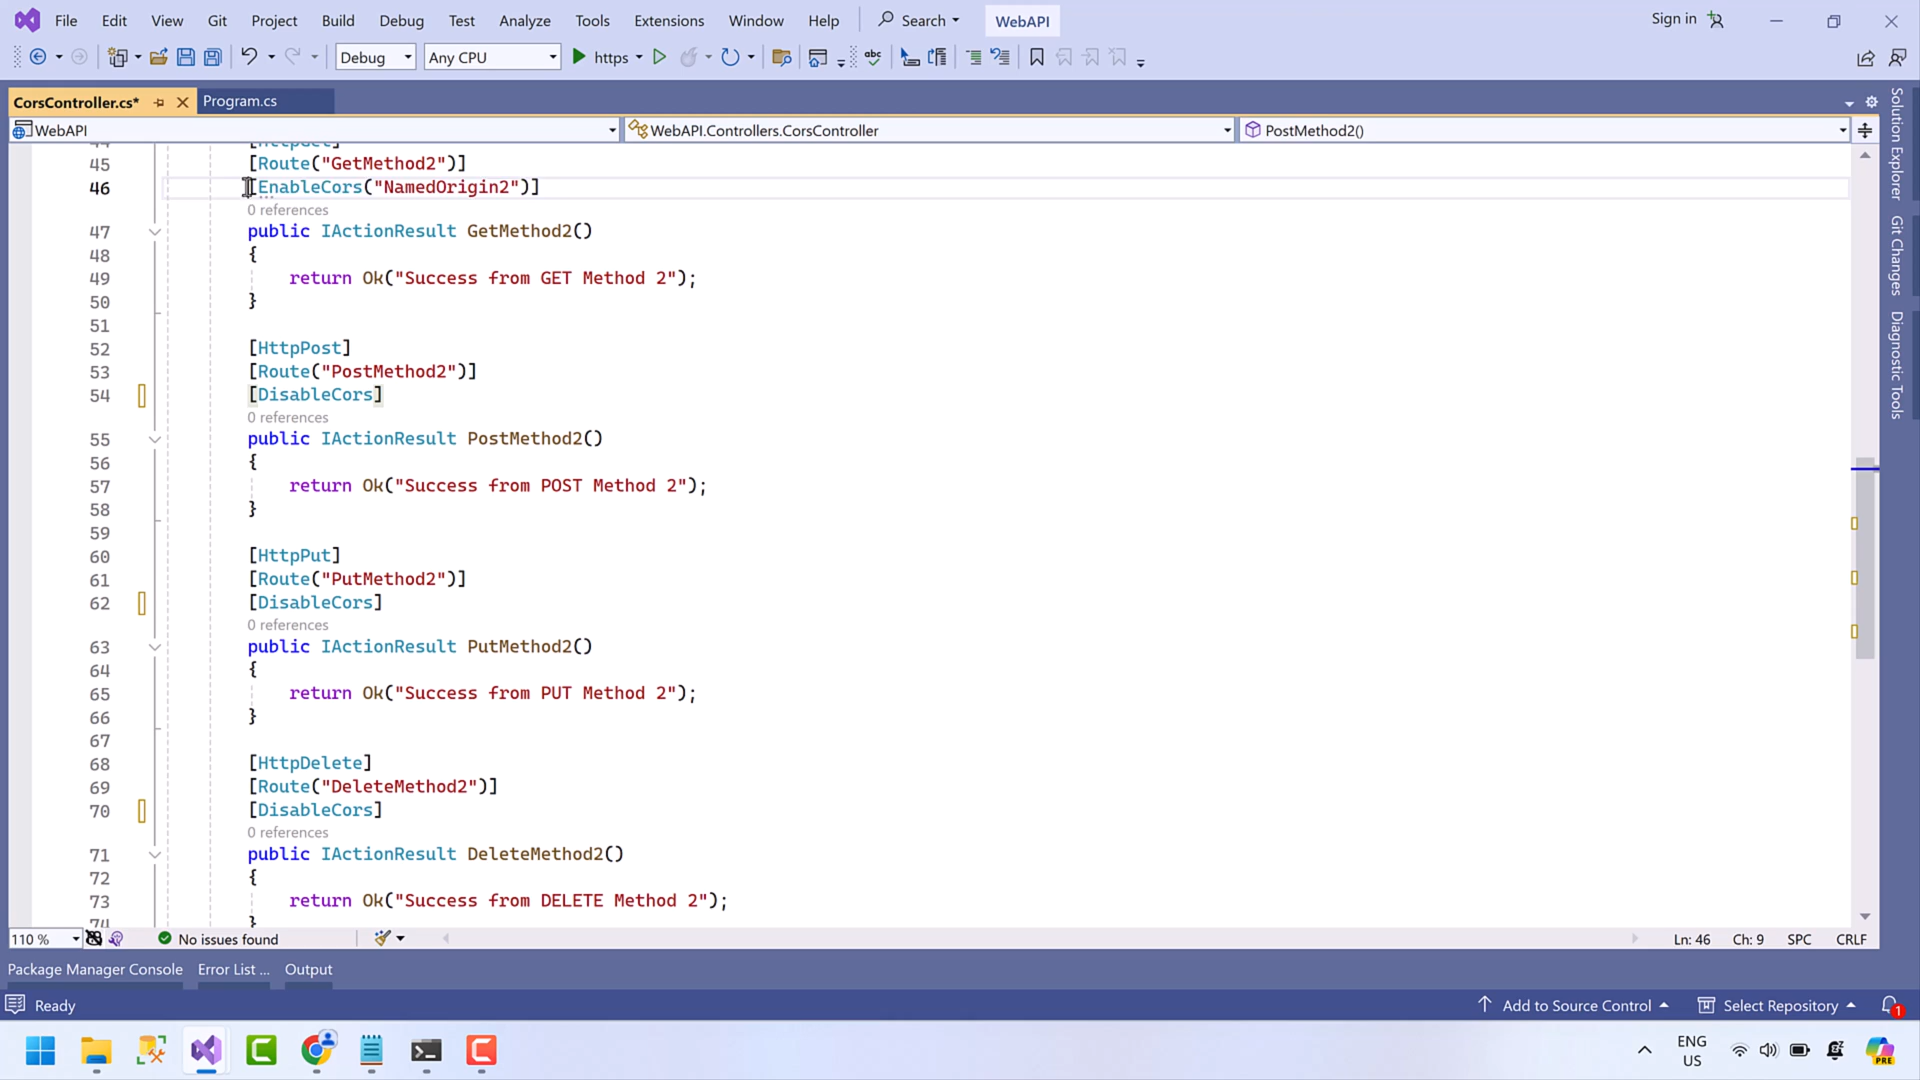 File Edit View Git Project Build Debug Test Analyze Tools Extensions Window Help Search WebAPI Sign in
Debug Any CPU https
CorsController.cs* Program.cs
WebAPI WebAPI.Controllers.CorsController PostMethod2()
44 [HttpGet]
45 [Route("GetMethod2")]
46 [EnableCors("NamedOrigin2")]
0 references
47 public IActionResult GetMethod2()
48 {
49 return Ok("Success from GET Method 2");
50 }
51
52 [HttpPost]
53 [Route("PostMethod2")]
54 [DisableCors]
0 references
55 public IActionResult PostMethod2()
56 {
57 return Ok("Success from POST Method 2");
58 }
59
60 [HttpPut]
61 [Route("PutMethod2")]
62 [DisableCors]
0 references
63 public IActionResult PutMethod2()
64 {
65 return Ok("Success from PUT Method 2");
66 }
67
68 [HttpDelete]
69 [Route("DeleteMethod2")]
70 [DisableCors]
0 references
71 public IActionResult DeleteMethod2()
72 {
73 return Ok("Success from DELETE Method 2");
74 }
Solution Explorer
Git Changes
Diagnostic Tools
110 % No issues found Ln: 46 Ch: 9 SPC CRLF
Package Manager Console Error List ... Output
Ready Add to Source Control Select Repository 1
ENG
US
PRE